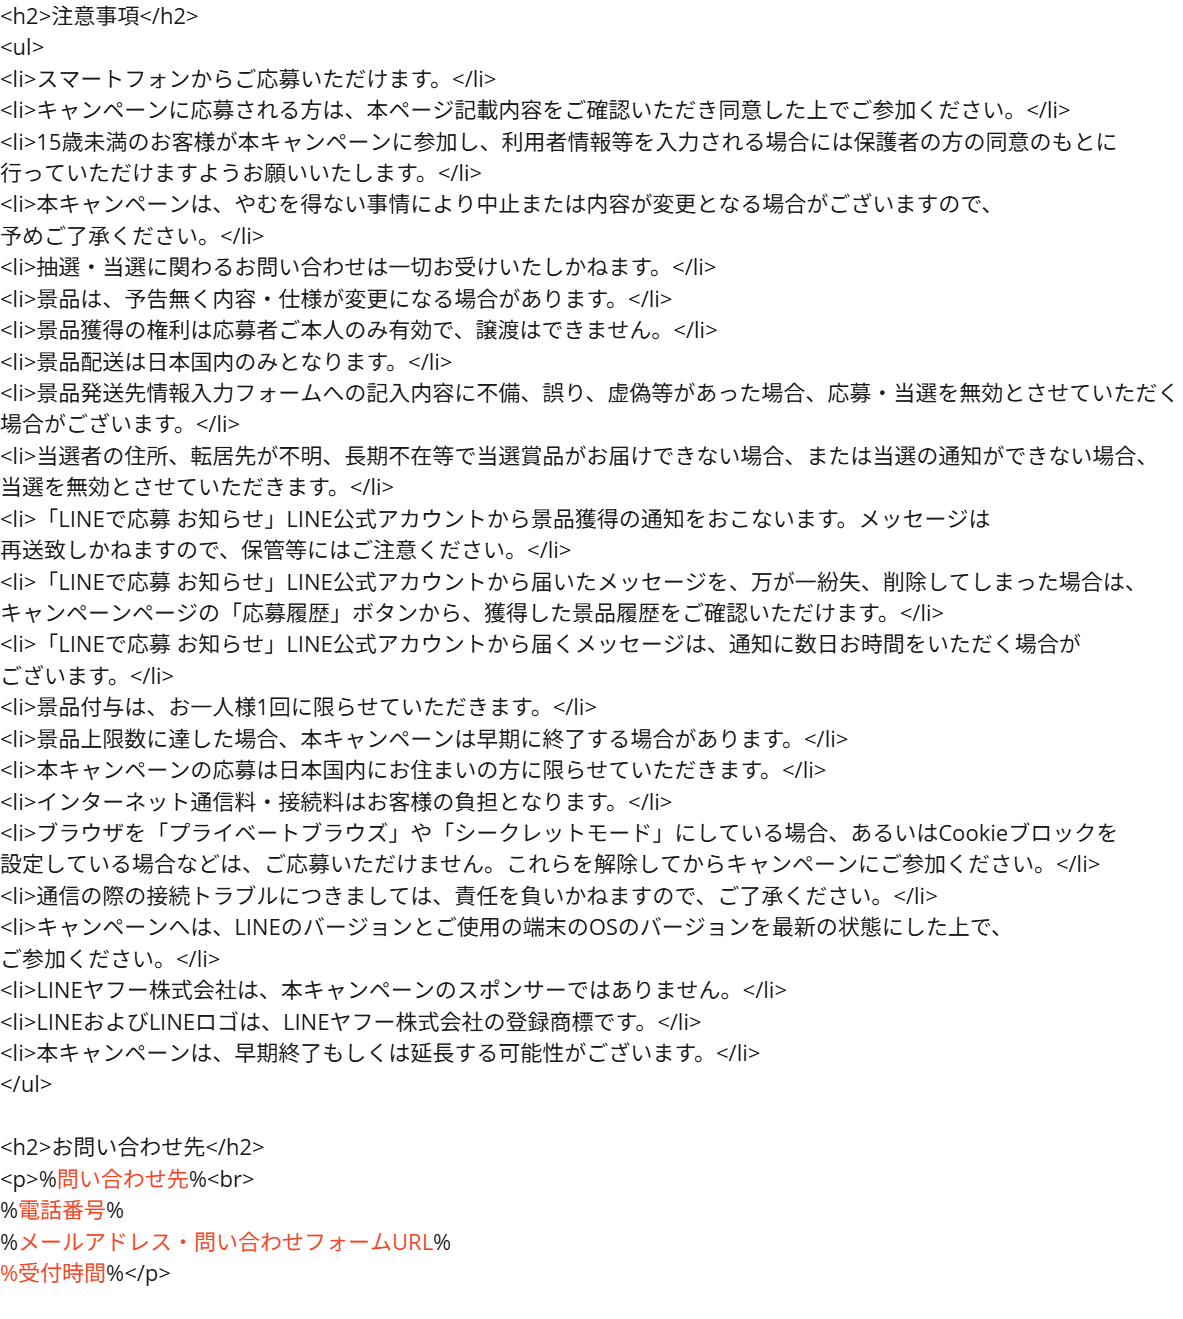 <h2>注意事項</h2>
<ul>
<li>スマートフォンからご応募いただけます。</li>
<li>キャンペーンに応募される方は、本ページ記載内容をご確認いただき同意した上でご参加ください。</li>
<li>15歳未満のお客様が本キャンペーンに参加し、利用者情報等を入力される場合には保護者の方の同意のもとに
行っていただけますようお願いいたします。</li>
<li>本キャンペーンは、やむを得ない事情により中止または内容が変更となる場合がございますので、
予めご了承ください。</li>
<li>抽選・当選に関わるお問い合わせは一切お受けいたしかねます。</li>
<li>景品は、予告無く内容・仕様が変更になる場合があります。</li>
<li>景品獲得の権利は応募者ご本人のみ有効で、譲渡はできません。</li>
<li>景品配送は日本国内のみとなります。</li>
<li>景品発送先情報入力フォームへの記入内容に不備、誤り、虚偽等があった場合、応募・当選を無効とさせていただく
場合がございます。</li>
<li>当選者の住所、転居先が不明、長期不在等で当選賞品がお届けできない場合、または当選の通知ができない場合、
当選を無効とさせていただきます。</li>
<li>「LINEで応募 お知らせ」LINE公式アカウントから景品獲得の通知をおこないます。メッセージは
再送致しかねますので、保管等にはご注意ください。</li>
<li>「LINEで応募 お知らせ」LINE公式アカウントから届いたメッセージを、万が一紛失、削除してしまった場合は、
キャンペーンページの「応募履歴」ボタンから、獲得した景品履歴をご確認いただけます。</li>
<li>「LINEで応募 お知らせ」LINE公式アカウントから届くメッセージは、通知に数日お時間をいただく場合が
ございます。</li>
<li>景品付与は、お一人様1回に限らせていただきます。</li>
<li>景品上限数に達した場合、本キャンペーンは早期に終了する場合があります。</li>
<li>本キャンペーンの応募は日本国内にお住まいの方に限らせていただきます。</li>
<li>インターネット通信料・接続料はお客様の負担となります。</li>
<li>ブラウザを「プライベートブラウズ」や「シークレットモード」にしている場合、あるいはCookieブロックを
設定している場合などは、ご応募いただけません。これらを解除してからキャンペーンにご参加ください。</li>
<li>通信の際の接続トラブルにつきましては、責任を負いかねますので、ご了承ください。</li>
<li>キャンペーンへは、LINEのバージョンとご使用の端末のOSのバージョンを最新の状態にした上で、
ご参加ください。</li>
<li>LINEヤフー株式会社は、本キャンペーンのスポンサーではありません。</li>
<li>LINEおよびLINEロゴは、LINEヤフー株式会社の登録商標です。</li>
<li>本キャンペーンは、早期終了もしくは延長する可能性がございます。</li>
</ul>

<h2>お問い合わせ先</h2>
<p>%問い合わせ先%<br>
%電話番号%
%メールアドレス・問い合わせフォームURL%
%受付時間%</p>